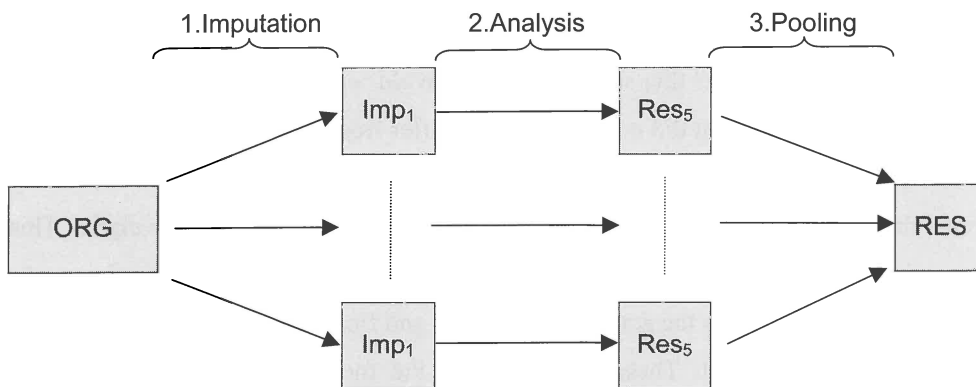 1.Imputation 2.Analysis 3.Pooling
Imp₁ Res₅
ORG RES
Imp₁ Res₅